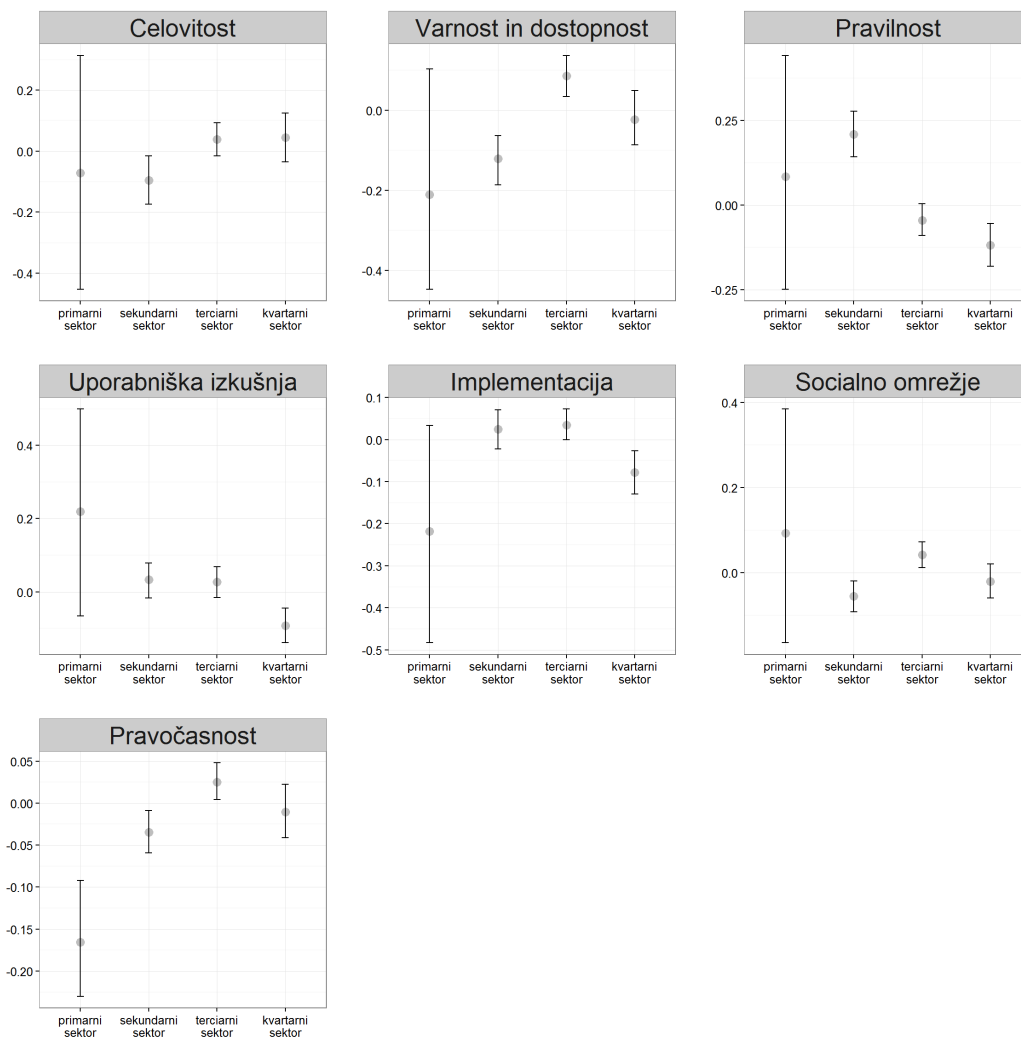 Celovitost
0.2
0.0
-0.2
-0.4
primarni sekundarni terciarni kvartarni
sektor sektor sektor sektor
Varnost in dostopnost
0.0
-0.2
-0.4
primarni sekundarni terciarni kvartarni
sektor sektor sektor sektor
Pravilnost
0.25
0.00
-0.25
primarni sekundarni terciarni kvartarni
sektor sektor sektor sektor
Uporabniška izkušnja
0.4
0.2
0.0
primarni sekundarni terciarni kvartarni
sektor sektor sektor sektor
Implementacija
0.1
0.0
-0.1
-0.2
-0.3
-0.4
-0.5
primarni sekundarni terciarni kvartarni
sektor sektor sektor sektor
Socialno omrežje
0.4
0.2
0.0
primarni sekundarni terciarni kvartarni
sektor sektor sektor sektor
Pravočasnost
0.05
0.00
-0.05
-0.10
-0.15
-0.20
primarni sekundarni terciarni kvartarni
sektor sektor sektor sektor